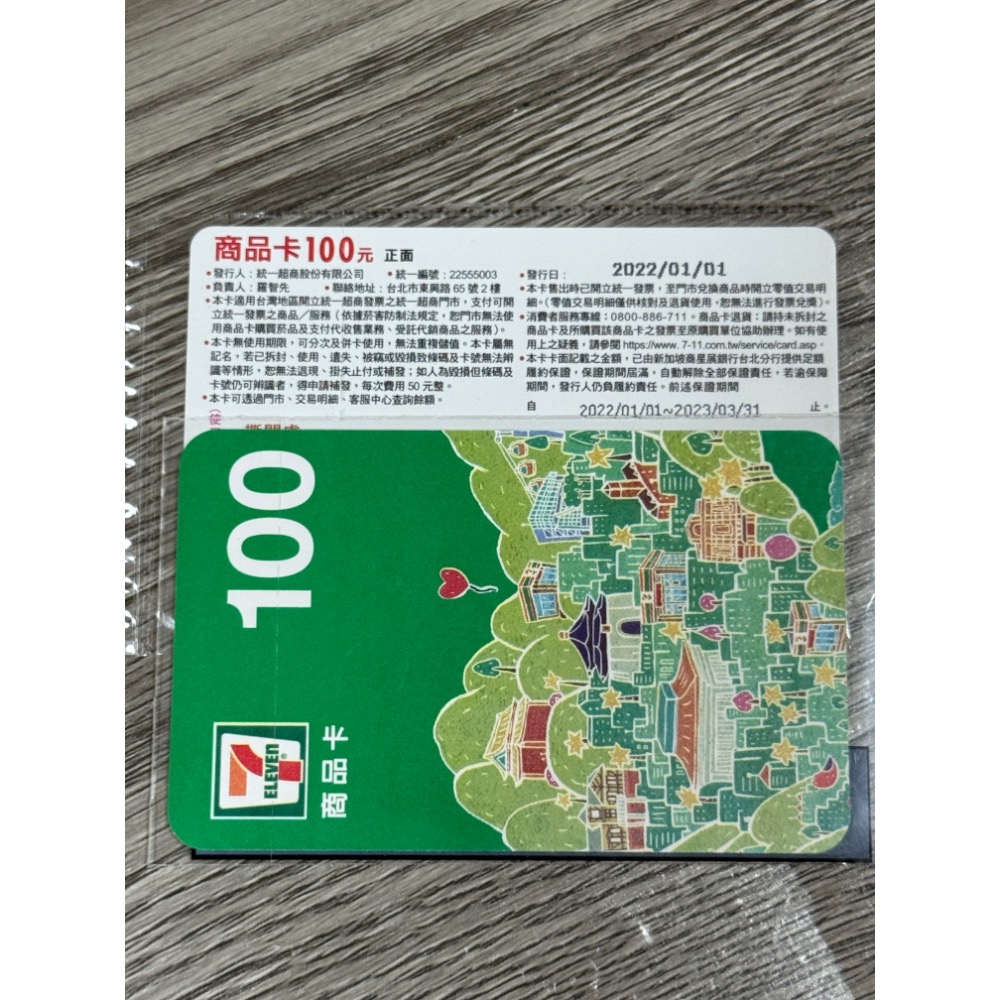 商品卡100元 正面
•發行人：統一超商股份有限公司 •統一編號：22555003
•負責人：羅智先 •聯絡地址：台北市東興路 65 號 2 樓
•本卡適用台灣地區開立統一超商發票之統一超商門市，支付可開
立統一發票之商品／服務（依據菸害防制法規定，恕門市無法使
用商品卡購買菸品及支付代收售業務、受託代銷商品之服務）。
•本卡無使用期限，可分次及併卡使用，無法重複儲值。本卡屬無
記名，若已拆封、使用、遺失、被竊或毀損致條碼及卡號無法辨
識等情形，恕無法退現、掛失止付或補發；如人為毀損但條碼及
卡號仍可辨識者，得申請補發，每次費用 50 元整。
•本卡可透過門市、交易明細、客服中心查詢餘額。
•發行日： 2022/01/01
•本卡售出時已開立統一發票，至門市兌換商品時開立零值交易明
細。（零值交易明細僅供核對及退貨使用，恕無法進行發票兌獎）。
•消費者服務專線：0800-886-711。商品卡退貨：請持未拆封之
商品卡及所購買該商品卡之發票至原購買單位協助辦理。如有使
用上之疑義，請參閱 https://www. 7-11.com.tw/service/card.asp。
•本卡卡面記載之金額，已由新加坡商星展銀行台北分行提供足額
履約保證，保證期間屆滿，自動解除全部保證責任，若逾保障
期間，發行人仍負履約責任。前述保證期間
自 2022/01/01~2023/03/31 止。
100
7
ELEVEN
商品卡